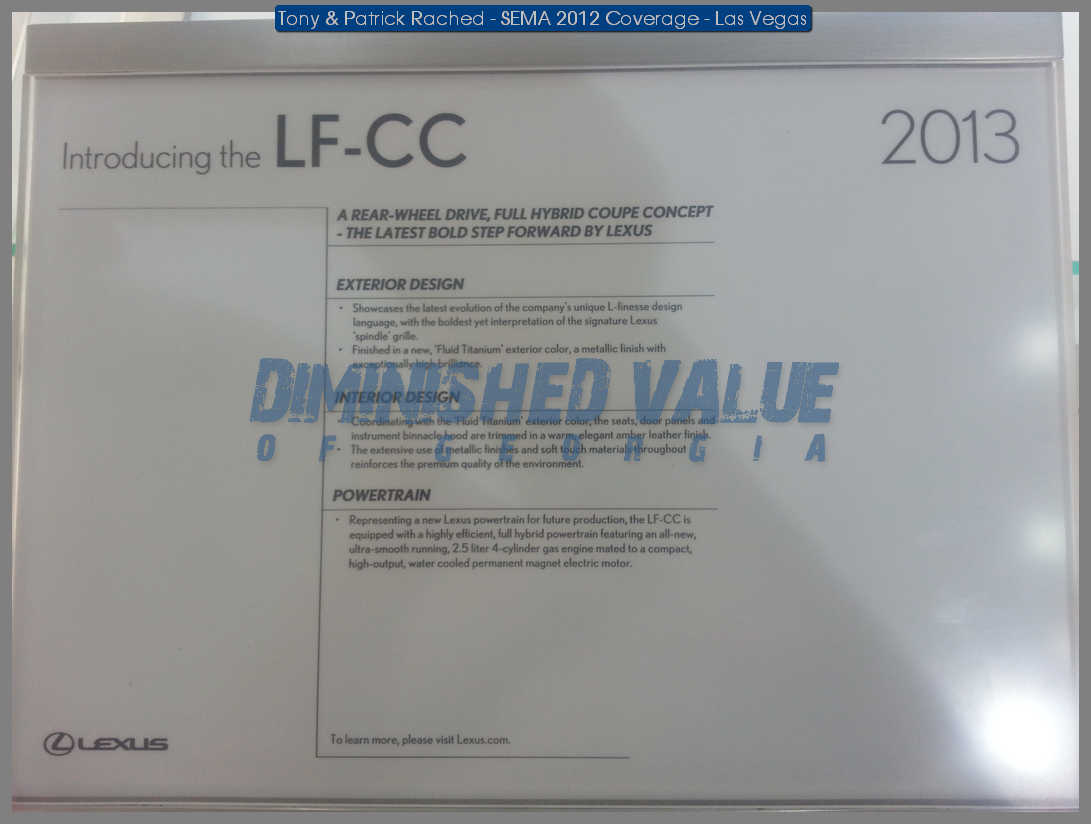 Tony & Patrick Rached - SEMA 2012 Coverage - Las Vegas
Introducing the LF-CC
2013
A REAR-WHEEL DRIVE, FULL HYBRID COUPE CONCEPT
- THE LATEST BOLD STEP FORWARD BY LEXUS
EXTERIOR DESIGN
• Showcases the latest evolution of the company's unique L-finesse design
language, with the boldest yet interpretation of the signature Lexus
'spindle' grille.
• Finished in a new, 'Fluid Titanium' exterior color, a metallic finish with
exceptionally high brilliance.
DIMINISHED VALUE
OF GEORGIA
INTERIOR DESIGN
Coordinating with the 'Fluid Titanium' exterior color, the seats, door panels and
instrument binnacle hood are trimmed in a warm, elegant amber leather finish.
• The extensive use of metallic finishes and soft touch materials throughout
reinforces the premium quality of the environment.
POWERTRAIN
• Representing a new Lexus powertrain for future production, the LF-CC is
equipped with a highly efficient, full hybrid powertrain featuring an all-new,
ultra-smooth running, 2.5 liter 4-cylinder gas engine mated to a compact,
high-output, water cooled permanent magnet electric motor.
LEXUS
To learn more, please visit Lexus.com.